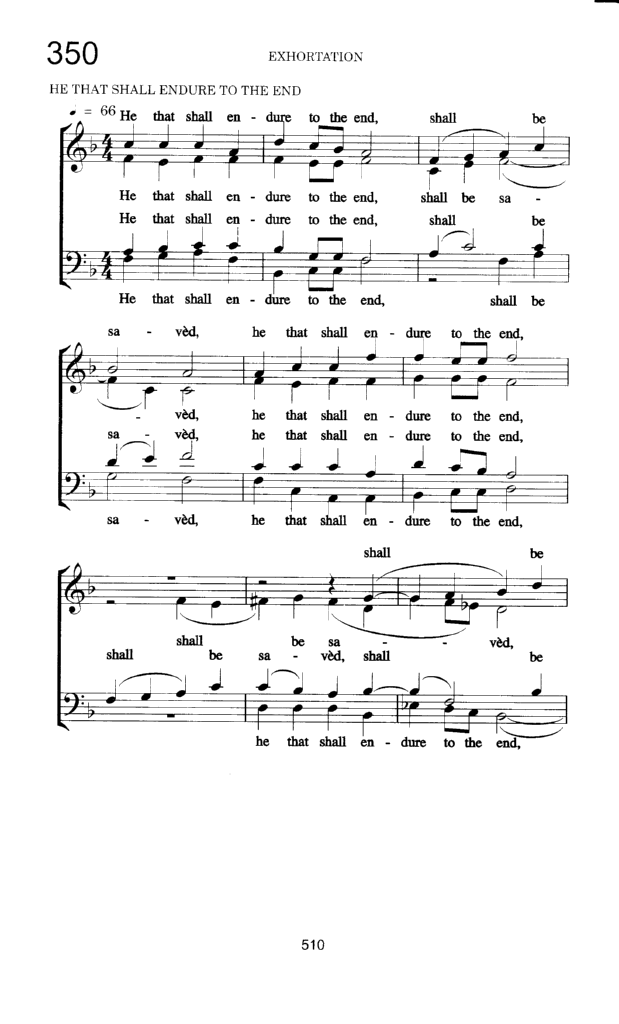 350
EXHORTATION
HE THAT SHALL ENDURE TO THE END
♩ = 66
He that shall en - dure to the end, shall be
He that shall en - dure to the end, shall be sa -
He that shall en - dure to the end, shall be
He that shall en - dure to the end, shall be
sa - vèd, he that shall en - dure to the end,
- vèd, he that shall en - dure to the end,
sa - vèd, he that shall en - dure to the end,
sa - vèd, he that shall en - dure to the end,
shall be
shall be sa - - vèd,
shall be sa - vèd, shall be
he that shall en - dure to the end,
510